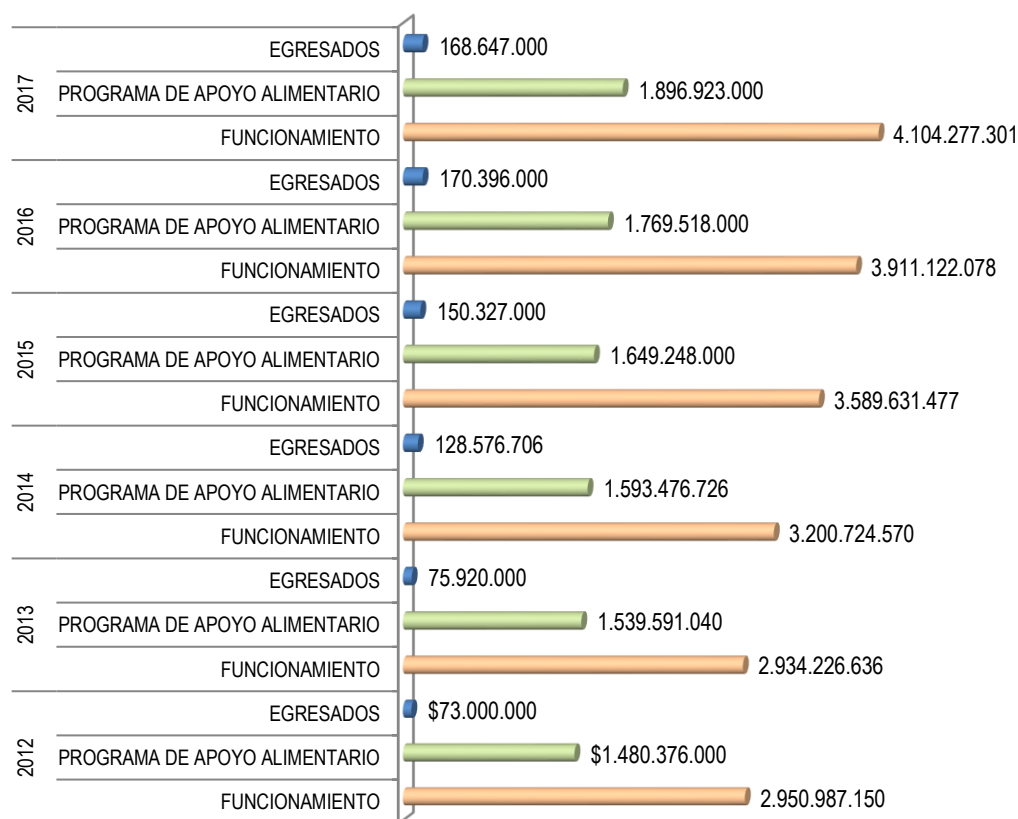 2017
EGRESADOS 168.647.000
PROGRAMA DE APOYO ALIMENTARIO 1.896.923.000
FUNCIONAMIENTO 4.104.277.301
2016
EGRESADOS 170.396.000
PROGRAMA DE APOYO ALIMENTARIO 1.769.518.000
FUNCIONAMIENTO 3.911.122.078
2015
EGRESADOS 150.327.000
PROGRAMA DE APOYO ALIMENTARIO 1.649.248.000
FUNCIONAMIENTO 3.589.631.477
2014
EGRESADOS 128.576.706
PROGRAMA DE APOYO ALIMENTARIO 1.593.476.726
FUNCIONAMIENTO 3.200.724.570
2013
EGRESADOS 75.920.000
PROGRAMA DE APOYO ALIMENTARIO 1.539.591.040
FUNCIONAMIENTO 2.934.226.636
2012
EGRESADOS $73.000.000
PROGRAMA DE APOYO ALIMENTARIO $1.480.376.000
FUNCIONAMIENTO 2.950.987.150